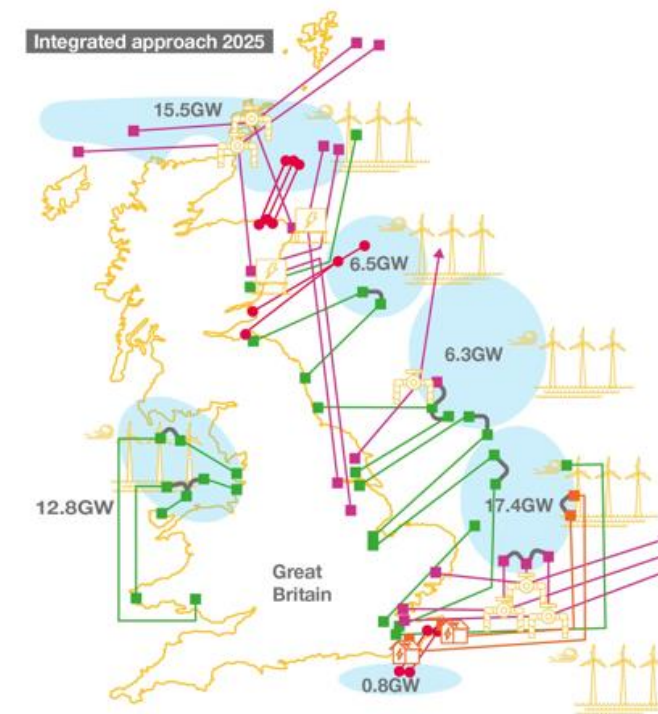 Integrated approach 2025
15.5GW
6.5GW
6.3GW
17.4GW
12.8GW
Great
Britain
0.8GW